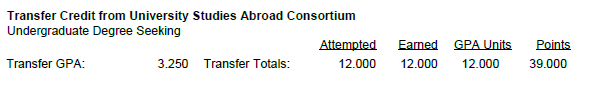 Transfer Credit from University Studies Abroad Consortium
Undergraduate Degree Seeking
Attempted Earned GPA Units Points
Transfer GPA: 3.250 Transfer Totals: 12.000 12.000 12.000 39.000